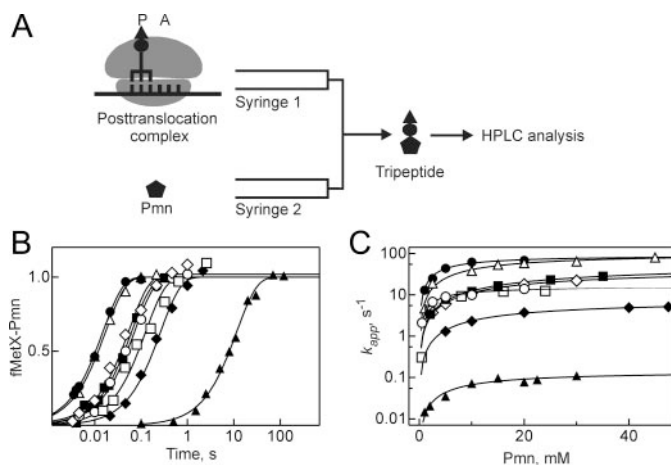 A
P A
Posttranslocation
complex
Syringe 1
Pmn
Syringe 2
Tripeptide
HPLC analysis
B
fMetX-Pmn
1.0
0.5
0.01 0.1 1 10 100
Time, s
C
kapp, s-1
100
10
1
0.1
0.01
0 10 20 30 40
Pmn, mM